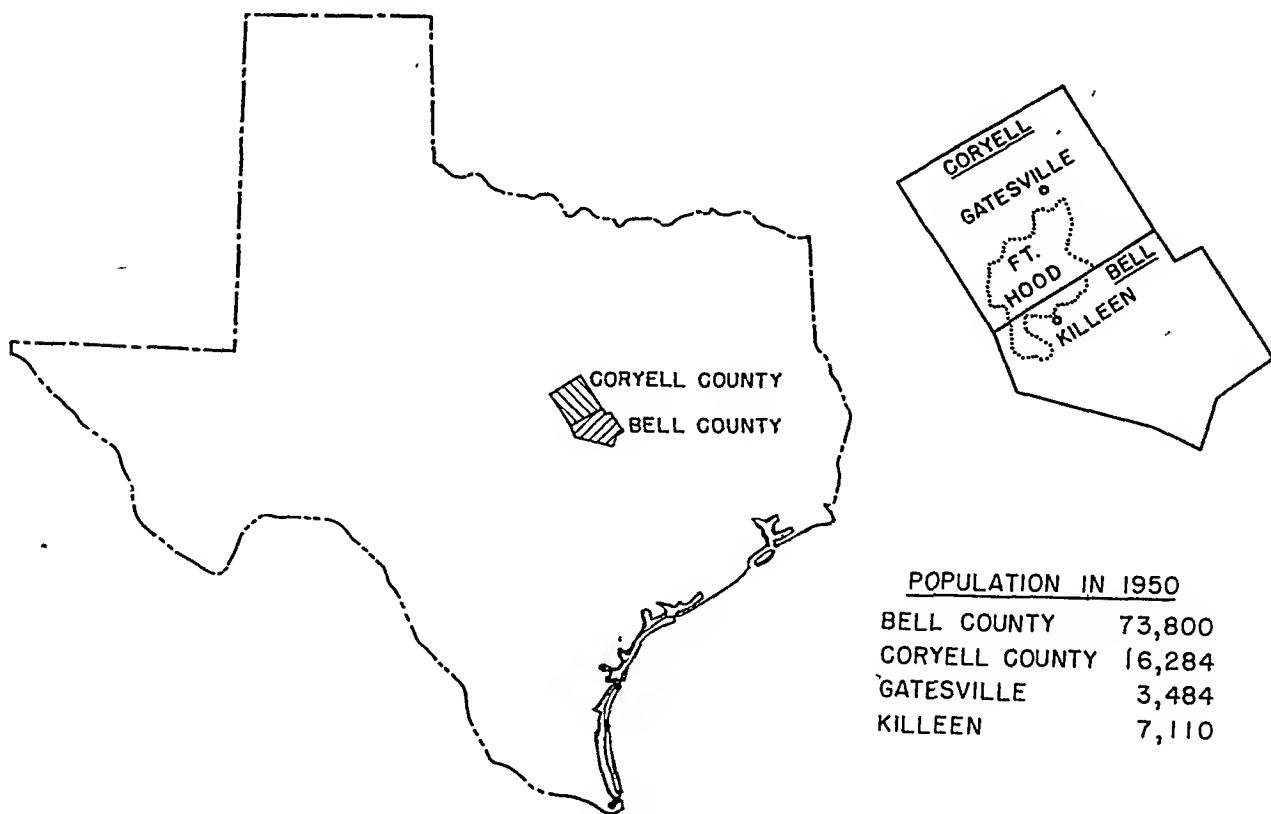 CORYELL COUNTY
BELL COUNTY
CORYELL
GATESVILLE
FT.
HOOD
BELL
KILLEEN
POPULATION IN 1950
BELL COUNTY 73,800
CORYELL COUNTY 16,284
GATESVILLE 3,484
KILLEEN 7,110